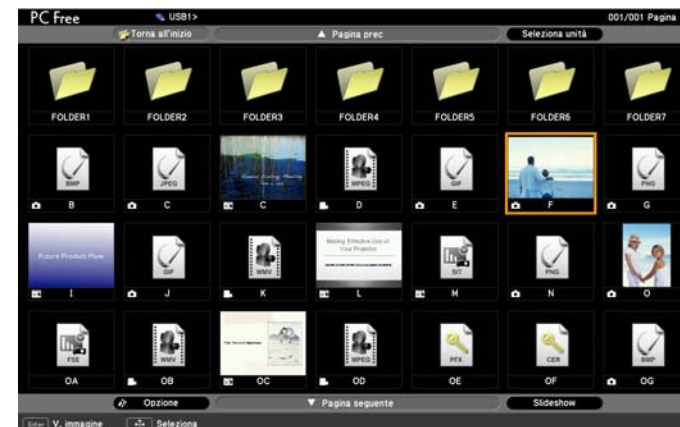 PC Free USB1> 001/001 Pagina
Torna all'inizio Pagina prec Seleziona unità
FOLDER1 FOLDER2 FOLDER3 FOLDER4 FOLDER5 FOLDER6 FOLDER7
BMP JPEG MPEG GIF PNG
B C C D E F G
Future Product Plans GIF WMV Making Effective Use of SIT PNG
Your Projector
I J K L M N O
FSE WMV MPEG PFX CER BMP
OA OB OC OD OE OF OG
Opzione Pagina seguente Slideshow
Enter V. immagine Seleziona